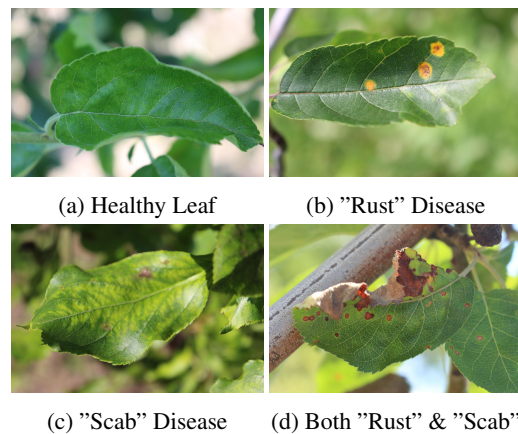 (a) Healthy Leaf
(b) ”Rust” Disease
(c) ”Scab” Disease
(d) Both ”Rust” & ”Scab”